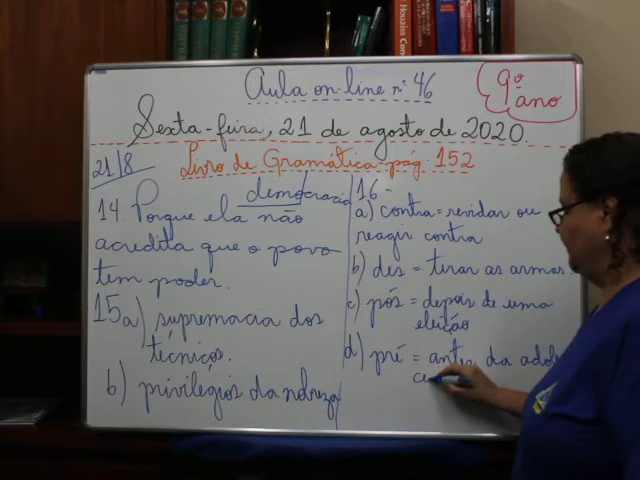 Houaiss Con
Aula on-line nº 46
9º
ano
Sexta-feira, 21 de agosto de 2020.
Livro de Gramática-pág. 152
21/8
democracia
14. Porque ela não
acredita que o povo
tem poder.
15 a) supremacia dos
técnicos.
b) privilégios da nobreza
16-
a) contra = revidar ou
reagir contra
b) des = tirar as armas
c) pós = depois de uma
eleição
d) pré = antes da